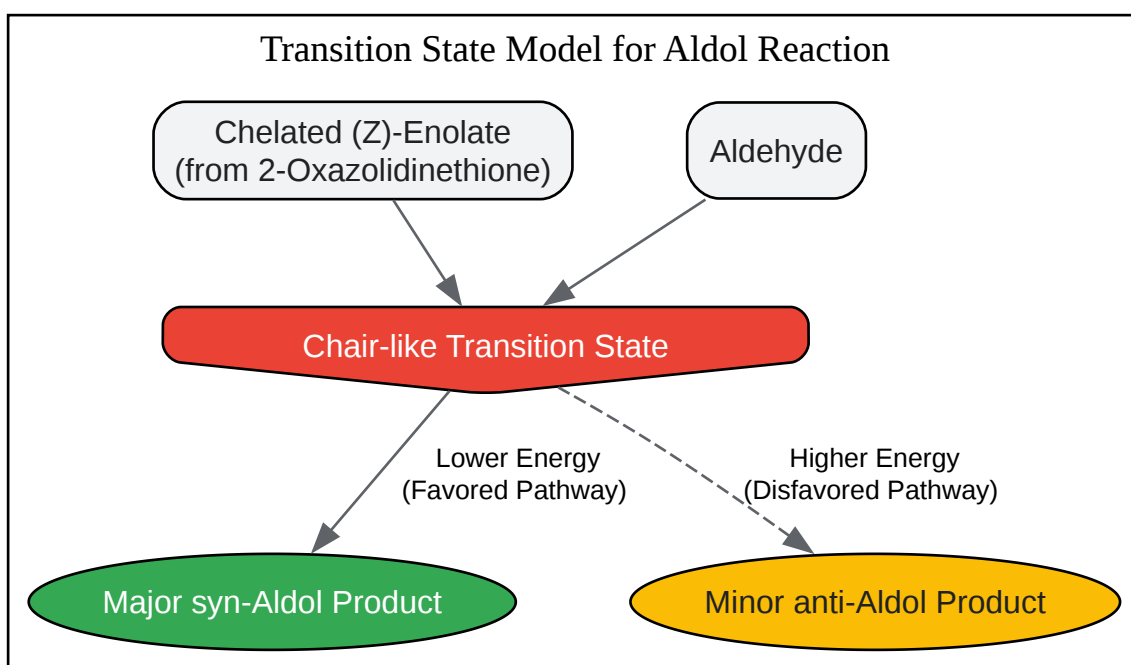 Transition State Model for Aldol Reaction
Chelated (Z)-Enolate
(from 2-Oxazolidinethione)
Aldehyde
Chair-like Transition State
Lower Energy
(Favored Pathway)
Higher Energy
(Disfavored Pathway)
Major syn-Aldol Product
Minor anti-Aldol Product